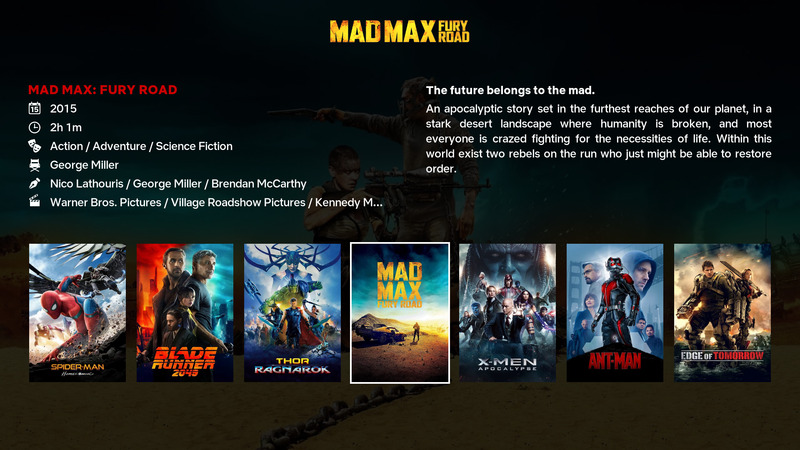 MAD MAX FURY ROAD
MAD MAX: FURY ROAD
15 2015
2h 1m
Action / Adventure / Science Fiction
George Miller
Nico Lathouris / George Miller / Brendan McCarthy
Warner Bros. Pictures / Village Roadshow Pictures / Kennedy M...
The future belongs to the mad.
An apocalyptic story set in the furthest reaches of our planet, in a
stark desert landscape where humanity is broken, and most
everyone is crazed fighting for the necessities of life. Within this
world exist two rebels on the run who just might be able to restore
order.
SPIDER-MAN
HOMECOMING
BLADE
RUNNER
2049
THOR
RAGNAROK
MAD
MAX
FURY ROAD
X-MEN
APOCALYPSE
ANT-MAN
EDGE OF TOMORROW